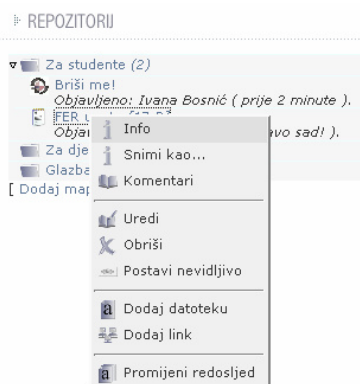 REPOZITORIJ
Za studente (2)
Briši me!
Objavljeno: Ivana Bosnić ( prije 2 minute ).
FER
Info
avo sad! ).
Snimi kao...
Za dje
Glazba
Komentari
[ Dodaj map
Uredi
Obriši
Postavi nevidljivo
Dodaj datoteku
Dodaj link
Promijeni redosljed